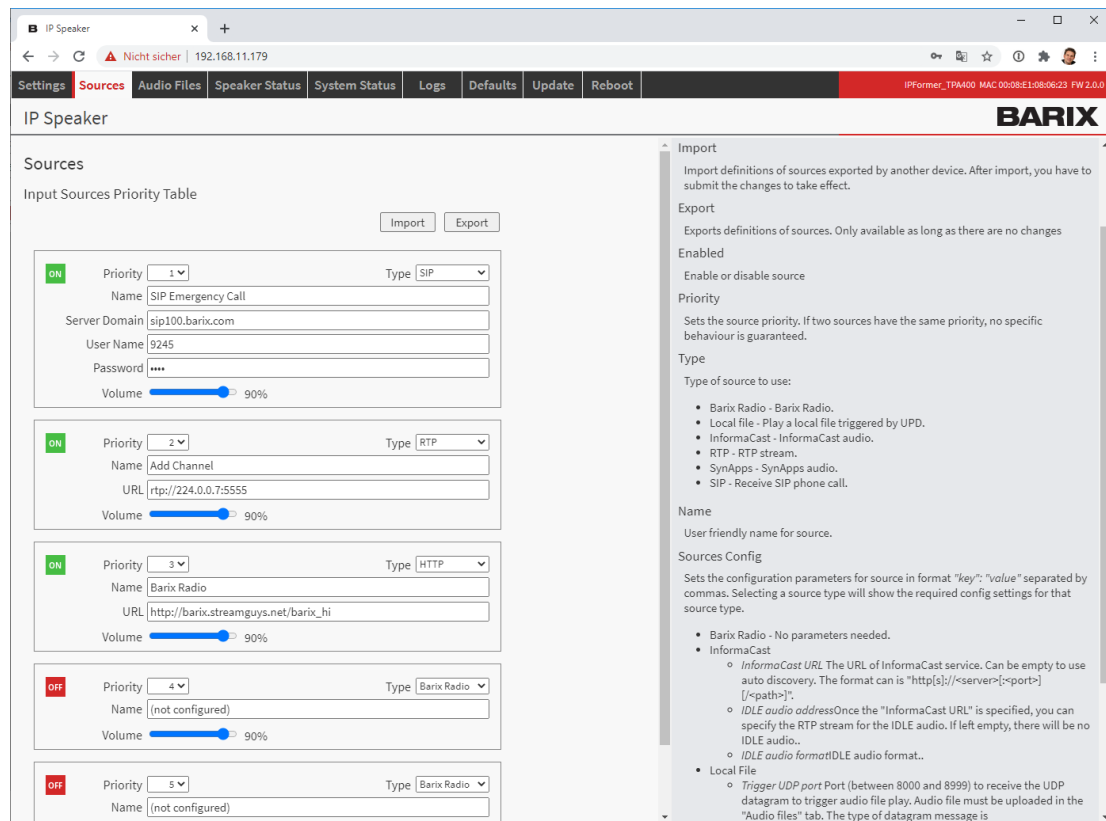 B IP Speaker
Nicht sicher | 192.168.11.179
Settings Sources Audio Files Speaker Status System Status Logs Defaults Update Reboot
IPFormer_TPA400 MAC 00:08:E1:08:06:23 FW 2.0.0
IP Speaker
BARIX
Sources
Input Sources Priority Table
Import Export
ON Priority 1 Type SIP
Name SIP Emergency Call
Server Domain sip100.barix.com
User Name 9245
Password ••••
Volume 90%
ON Priority 2 Type RTP
Name Add Channel
URL rtp://224.0.0.7:5555
Volume 90%
ON Priority 3 Type HTTP
Name Barix Radio
URL http://barix.streamguys.net/barix_hi
Volume 90%
OFF Priority 4 Type Barix Radio
Name (not configured)
Volume 90%
OFF Priority 5 Type Barix Radio
Name (not configured)
Import
Import definitions of sources exported by another device. After import, you have to
submit the changes to take effect.
Export
Exports definitions of sources. Only available as long as there are no changes
Enabled
Enable or disable source
Priority
Sets the source priority. If two sources have the same priority, no specific
behaviour is guaranteed.
Type
Type of source to use:
• Barix Radio - Barix Radio.
• Local file - Play a local file triggered by UPD.
• InformaCast - InformaCast audio.
• RTP - RTP stream.
• SynApps - SynApps audio.
• SIP - Receive SIP phone call.
Name
User friendly name for source.
Sources Config
Sets the configuration parameters for source in format "key": "value" separated by
commas. Selecting a source type will show the required config settings for that
source type.
• Barix Radio - No parameters needed.
• InformaCast
InformaCast URL The URL of InformaCast service. Can be empty to use
auto discovery. The format can is "http[s]://<server>[:<port>]
[/<path>]".
IDLE audio addressOnce the "InformaCast URL" is specified, you can
specify the RTP stream for the IDLE audio. If left empty, there will be no
IDLE audio..
IDLE audio formatIDLE audio format..
• Local File
Trigger UDP port Port (between 8000 and 8999) to receive the UDP
datagram to trigger audio file play. Audio file must be uploaded in the
"Audio files" tab. The type of datagram message is